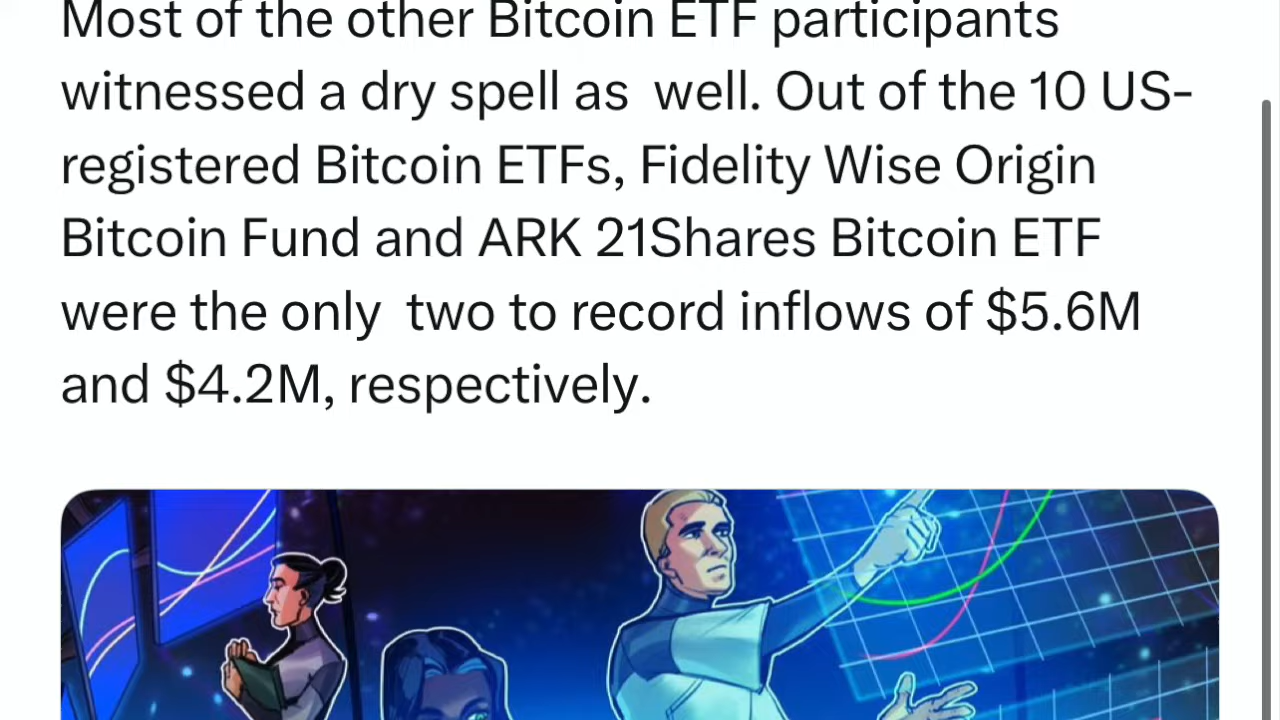 Most of the other Bitcoin ETF participants
witnessed a dry spell as  well. Out of the 10 US-
registered Bitcoin ETFs, Fidelity Wise Origin
Bitcoin Fund and ARK 21Shares Bitcoin ETF
were the only  two to record inflows of $5.6M
and $4.2M, respectively.